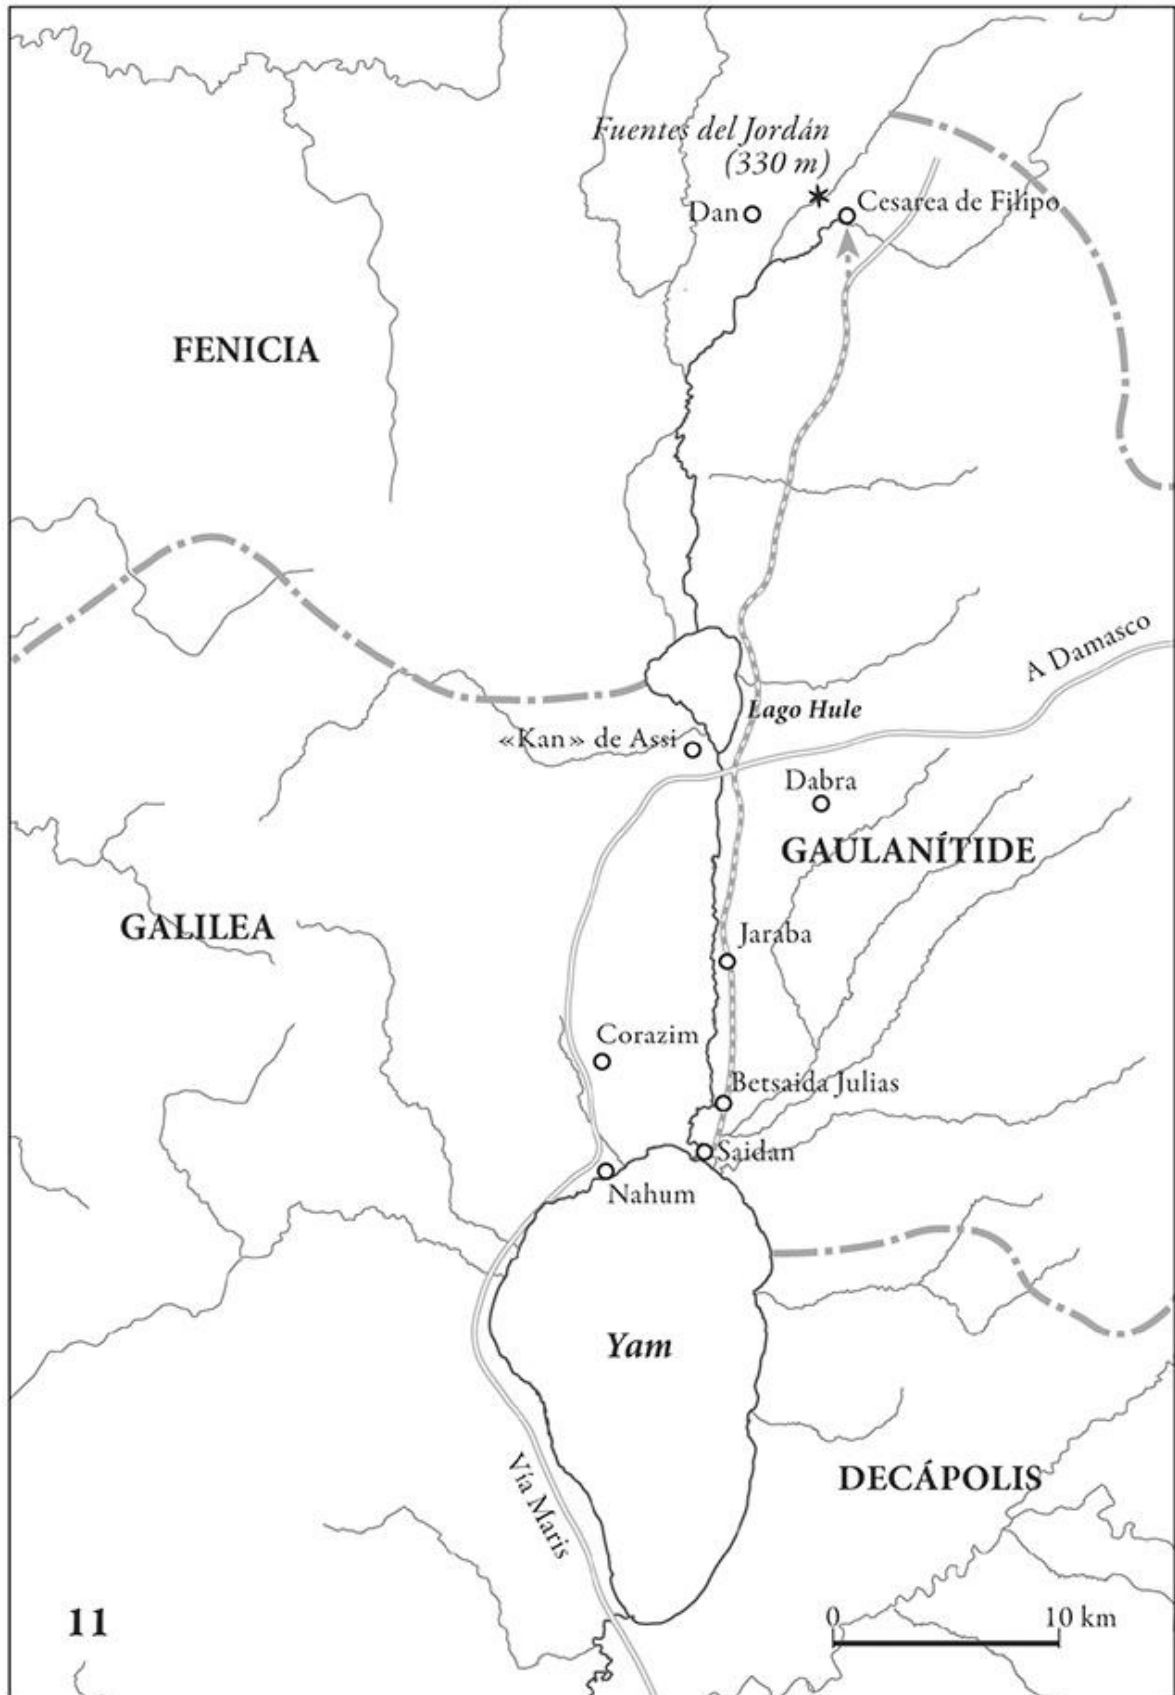 Fuentes del Jordán
(330 m)
Dan
Cesarea de Filipo
FENICIA
A Damasco
Lago Hule
«Kan» de Assi
Dabra
GAULANÍTIDE
GALILEA
Jaraba
Corazim
Betsaida Julias
Saidan
Nahum
Yam
Vía Maris
DECÁPOLIS
11
0 10 km